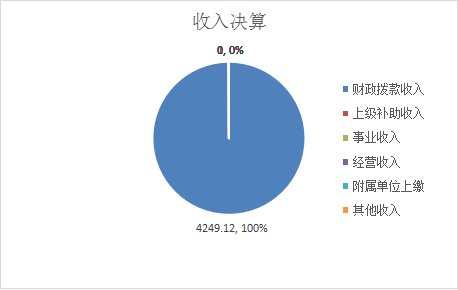 收入决算
0, 0%
4249.12, 100%
财政拨款收入
上级补助收入
事业收入
经营收入
附属单位上缴
其他收入